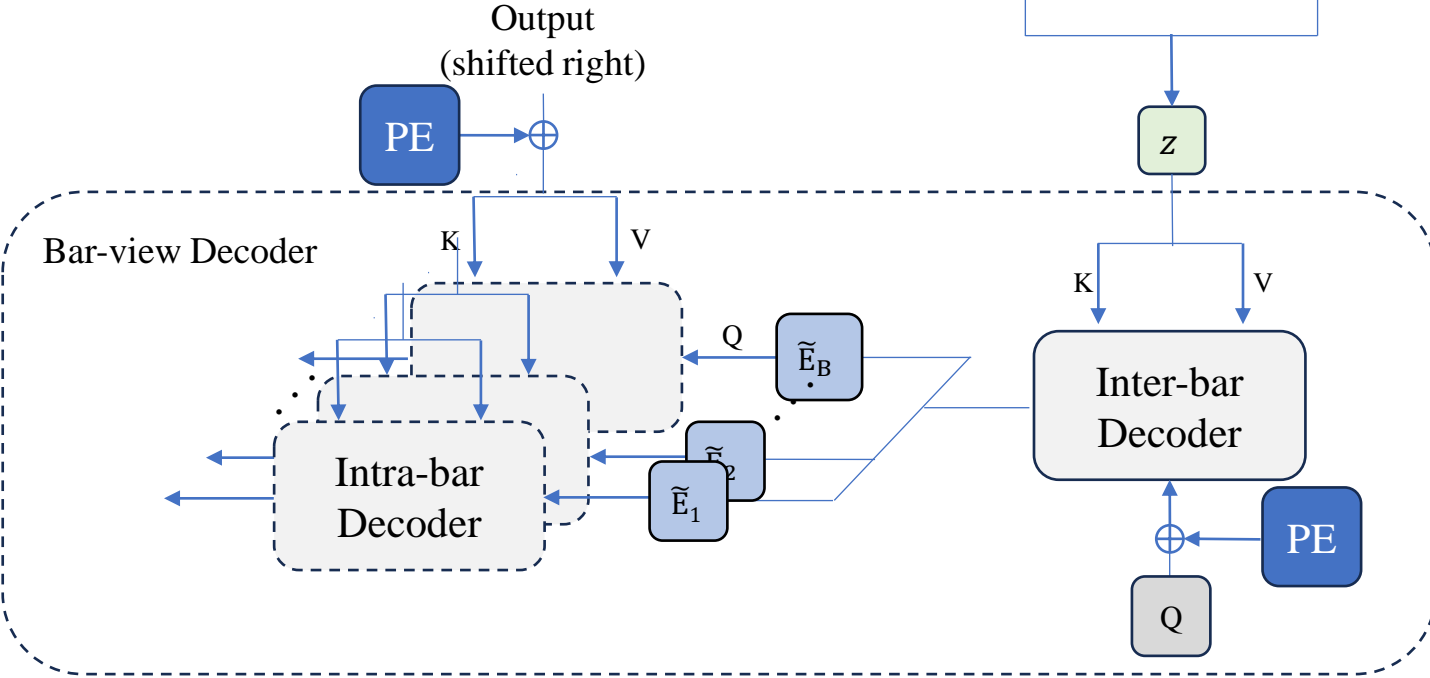 Output
(shifted right)
PE
z
Bar-view Decoder
K
V
K
V
Q
Ẽ_B
Inter-bar
Decoder
Ẽ_2
Intra-bar
Decoder
Ẽ_1
PE
Q